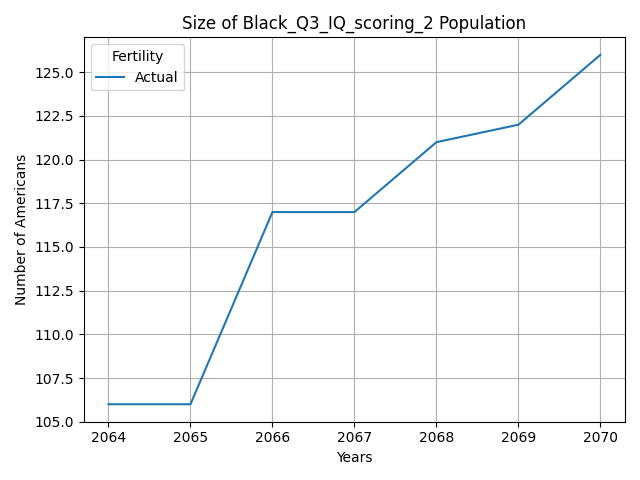 Size of Black_Q3_IQ_scoring_2 Population
Fertility
Actual
Number of Americans
125.0
122.5
120.0
117.5
115.0
112.5
110.0
107.5
105.0
2064 2065 2066 2067 2068 2069 2070
Years